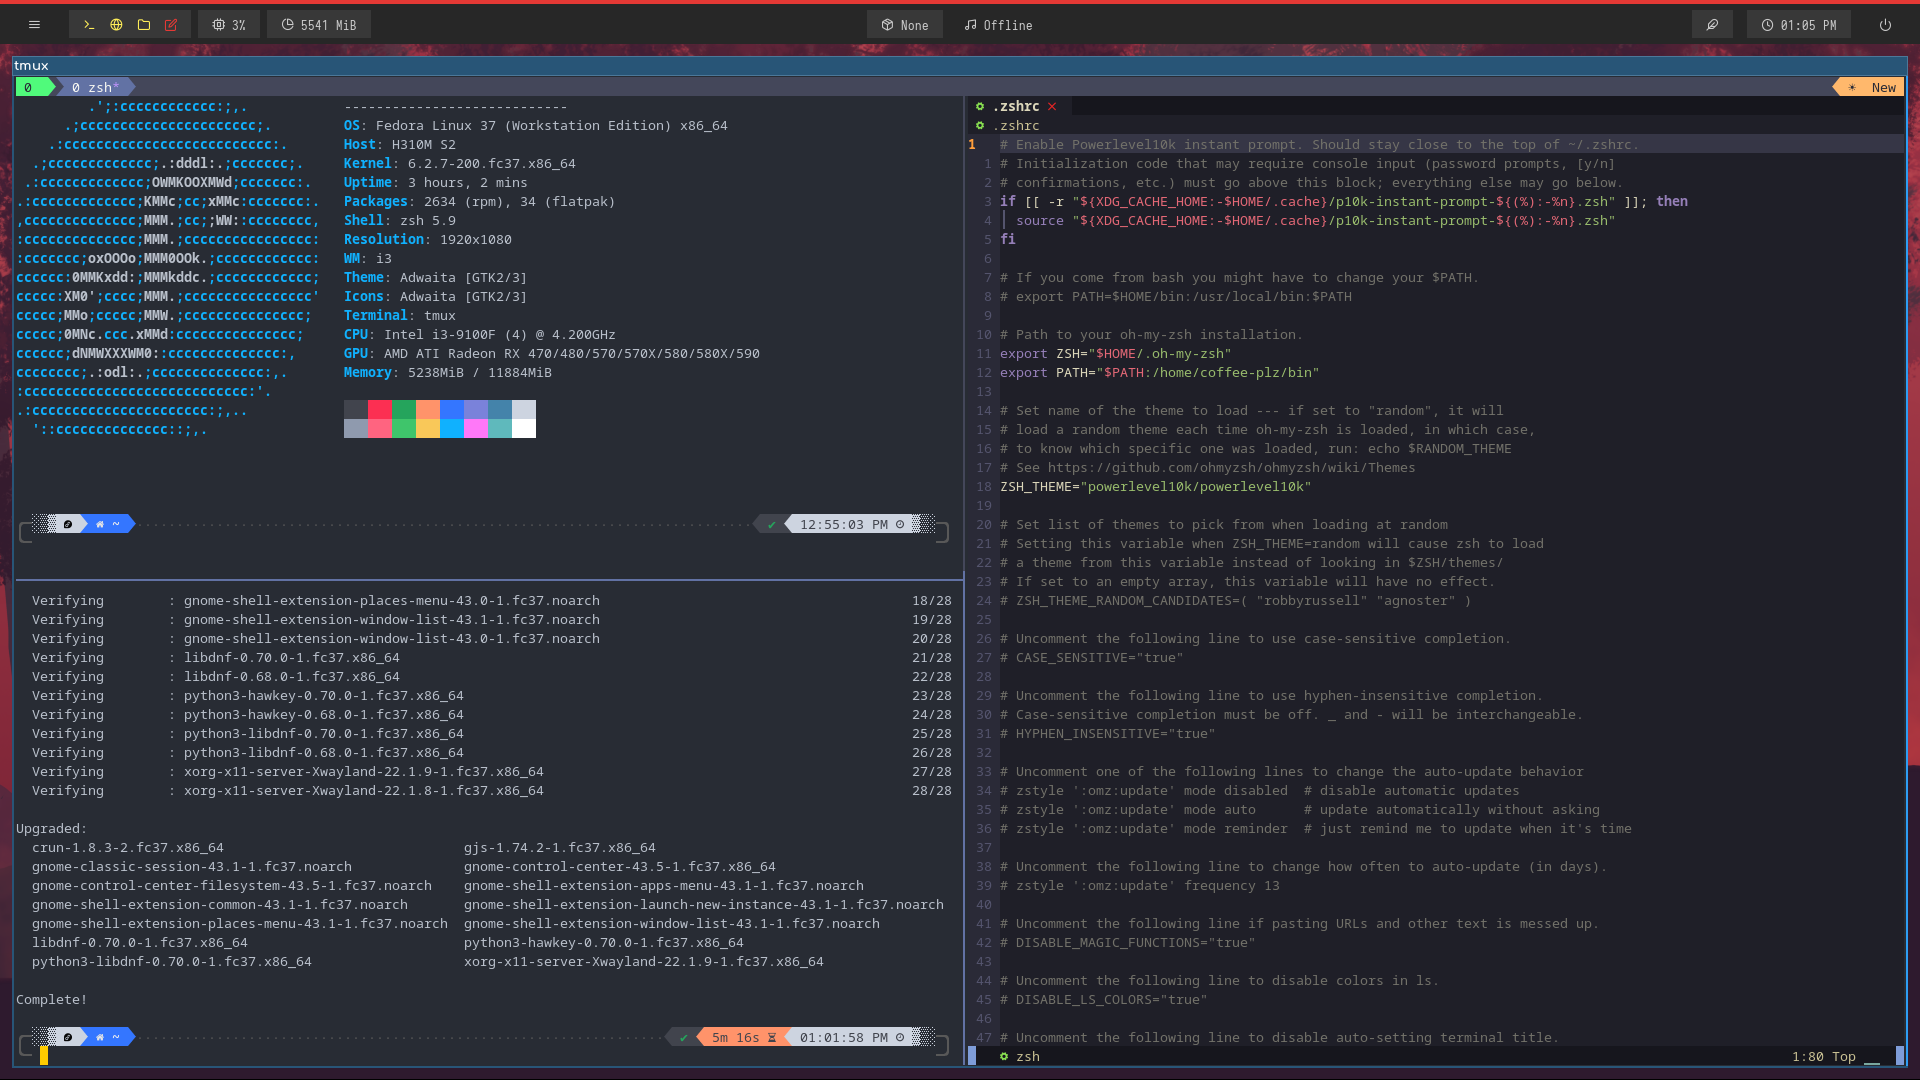 3% 5541 MiB None Offline 01:05 PM
tmux
0 0 zsh* New
.';:cccccccccccc:;,. ----------------------------
.;cccccccccccccccccccccc;. OS: Fedora Linux 37 (Workstation Edition) x86_64
.:cccccccccccccccccccccccccc:. Host: H310M S2
.;ccccccccccccc;.:dddl:.;ccccccc;. Kernel: 6.2.7-200.fc37.x86_64
.:ccccccccccccc;OWMKOOXMWd;ccccccc:. Uptime: 3 hours, 2 mins
.:ccccccccccccc;KMMc;cc;xMMc:ccccccc:. Packages: 2634 (rpm), 34 (flatpak)
,cccccccccccccc;MMM.;cc;;WW::cccccccc, Shell: zsh 5.9
:cccccccccccccc;MMM.;cccccccccccccccc: Resolution: 1920x1080
:ccccccc;oxOOOo;MMM0OOk.;cccccccccccc: WM: i3
cccccc:0MMKxdd:;MMMkddc.;cccccccccccc; Theme: Adwaita [GTK2/3]
ccccc:XM0';cccc;MMM.;cccccccccccccccc' Icons: Adwaita [GTK2/3]
ccccc;MMo;ccccc;MMW.;ccccccccccccccc; Terminal: tmux
ccccc;0MNc.ccc.xMMd:ccccccccccccccc; CPU: Intel i3-9100F (4) @ 4.200GHz
cccccc;dNMWXXXWM0::cccccccccccccc:, GPU: AMD ATI Radeon RX 470/480/570/570X/580/580X/590
cccccccc;.:odl:.;cccccccccccccc:,. Memory: 5238MiB / 11884MiB
:cccccccccccccccccccccccccccc:'.
.:cccccccccccccccccccccc:;,..
'::cccccccccccccc::;,.
~ ✔ 12:55:03 PM
Verifying : gnome-shell-extension-places-menu-43.0-1.fc37.noarch 18/28
Verifying : gnome-shell-extension-window-list-43.1-1.fc37.noarch 19/28
Verifying : gnome-shell-extension-window-list-43.0-1.fc37.noarch 20/28
Verifying : libdnf-0.70.0-1.fc37.x86_64 21/28
Verifying : libdnf-0.68.0-1.fc37.x86_64 22/28
Verifying : python3-hawkey-0.70.0-1.fc37.x86_64 23/28
Verifying : python3-hawkey-0.68.0-1.fc37.x86_64 24/28
Verifying : python3-libdnf-0.70.0-1.fc37.x86_64 25/28
Verifying : python3-libdnf-0.68.0-1.fc37.x86_64 26/28
Verifying : xorg-x11-server-Xwayland-22.1.9-1.fc37.x86_64 27/28
Verifying : xorg-x11-server-Xwayland-22.1.8-1.fc37.x86_64 28/28
Upgraded:
crun-1.8.3-2.fc37.x86_64 gjs-1.74.2-1.fc37.x86_64
gnome-classic-session-43.1-1.fc37.noarch gnome-control-center-43.5-1.fc37.x86_64
gnome-control-center-filesystem-43.5-1.fc37.noarch gnome-shell-extension-apps-menu-43.1-1.fc37.noarch
gnome-shell-extension-common-43.1-1.fc37.noarch gnome-shell-extension-launch-new-instance-43.1-1.fc37.noarch
gnome-shell-extension-places-menu-43.1-1.fc37.noarch gnome-shell-extension-window-list-43.1-1.fc37.noarch
libdnf-0.70.0-1.fc37.x86_64 python3-hawkey-0.70.0-1.fc37.x86_64
python3-libdnf-0.70.0-1.fc37.x86_64 xorg-x11-server-Xwayland-22.1.9-1.fc37.x86_64
Complete!
~ ✔ 5m 16s 01:01:58 PM
.zshrc ×
.zshrc
1 # Enable Powerlevel10k instant prompt. Should stay close to the top of ~/.zshrc.
1 # Initialization code that may require console input (password prompts, [y/n]
2 # confirmations, etc.) must go above this block; everything else may go below.
3 if [[ -r "${XDG_CACHE_HOME:-$HOME/.cache}/p10k-instant-prompt-${(%):-%n}.zsh" ]]; then
4 source "${XDG_CACHE_HOME:-$HOME/.cache}/p10k-instant-prompt-${(%):-%n}.zsh"
5 fi
6
7 # If you come from bash you might have to change your $PATH.
8 # export PATH=$HOME/bin:/usr/local/bin:$PATH
9
10 # Path to your oh-my-zsh installation.
11 export ZSH="$HOME/.oh-my-zsh"
12 export PATH="$PATH:/home/coffee-plz/bin"
13
14 # Set name of the theme to load --- if set to "random", it will
15 # load a random theme each time oh-my-zsh is loaded, in which case,
16 # to know which specific one was loaded, run: echo $RANDOM_THEME
17 # See https://github.com/ohmyzsh/ohmyzsh/wiki/Themes
18 ZSH_THEME="powerlevel10k/powerlevel10k"
19
20 # Set list of themes to pick from when loading at random
21 # Setting this variable when ZSH_THEME=random will cause zsh to load
22 # a theme from this variable instead of looking in $ZSH/themes/
23 # If set to an empty array, this variable will have no effect.
24 # ZSH_THEME_RANDOM_CANDIDATES=( "robbyrussell" "agnoster" )
25
26 # Uncomment the following line to use case-sensitive completion.
27 # CASE_SENSITIVE="true"
28
29 # Uncomment the following line to use hyphen-insensitive completion.
30 # Case-sensitive completion must be off. _ and - will be interchangeable.
31 # HYPHEN_INSENSITIVE="true"
32
33 # Uncomment one of the following lines to change the auto-update behavior
34 # zstyle ':omz:update' mode disabled # disable automatic updates
35 # zstyle ':omz:update' mode auto # update automatically without asking
36 # zstyle ':omz:update' mode reminder # just remind me to update when it's time
37
38 # Uncomment the following line to change how often to auto-update (in days).
39 # zstyle ':omz:update' frequency 13
40
41 # Uncomment the following line if pasting URLs and other text is messed up.
42 # DISABLE_MAGIC_FUNCTIONS="true"
43
44 # Uncomment the following line to disable colors in ls.
45 # DISABLE_LS_COLORS="true"
46
47 # Uncomment the following line to disable auto-setting terminal title.
zsh 1:80 Top